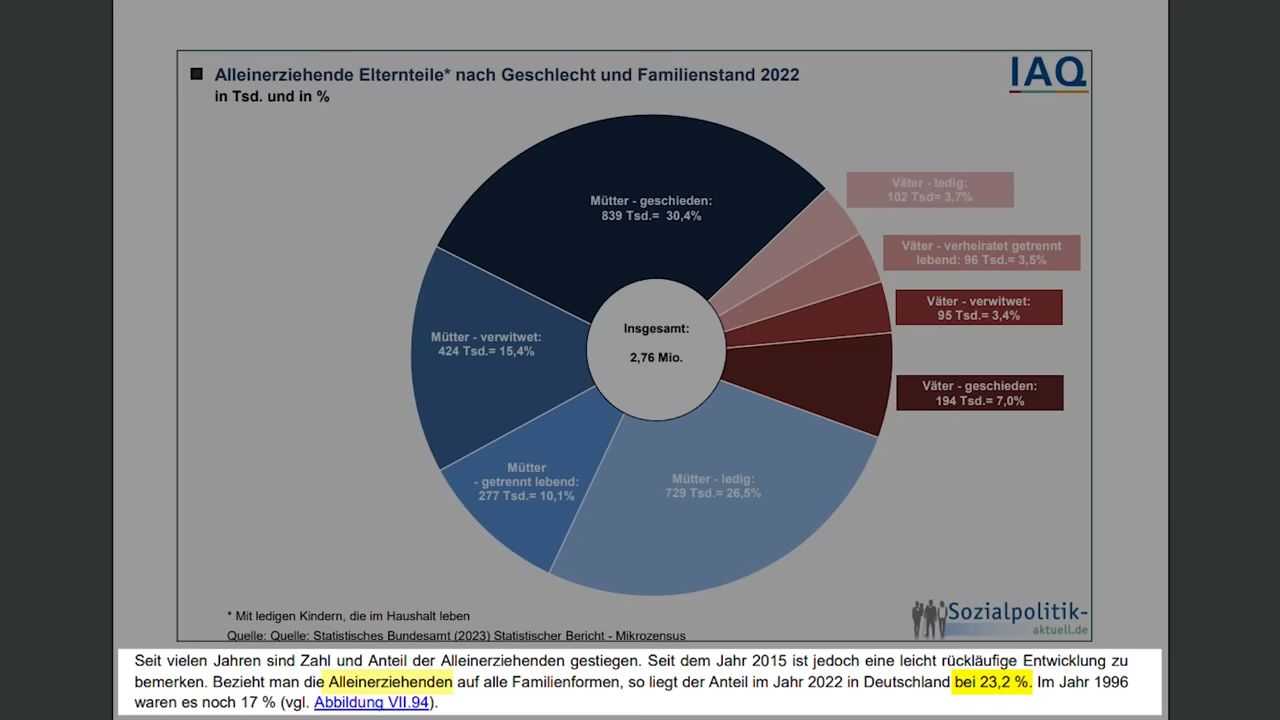 Alleinerziehende Elternteile* nach Geschlecht und Familienstand 2022
in Tsd. und in %
IAQ
Mütter - geschieden:
839 Tsd.= 30,4%
Väter - ledig:
102 Tsd= 3,7%
Väter - verheiratet getrennt
lebend: 96 Tsd.= 3,5%
Väter - verwitwet:
95 Tsd.= 3,4%
Mütter - verwitwet:
424 Tsd.= 15,4%
Insgesamt:
2,76 Mio.
Väter - geschieden:
194 Tsd.= 7,0%
Mütter
- getrennt lebend:
277 Tsd.= 10,1%
Mütter - ledig:
729 Tsd.= 26,5%
* Mit ledigen Kindern, die im Haushalt leben
Quelle: Quelle: Statistisches Bundesamt (2023) Statistischer Bericht - Mikrozensus
Sozialpolitik-
aktuell.de
Seit vielen Jahren sind Zahl und Anteil der Alleinerziehenden gestiegen. Seit dem Jahr 2015 ist jedoch eine leicht rückläufige Entwicklung zu
bemerken. Bezieht man die Alleinerziehenden auf alle Familienformen, so liegt der Anteil im Jahr 2022 in Deutschland bei 23,2 %. Im Jahr 1996
waren es noch 17 % (vgl. Abbildung VII.94).